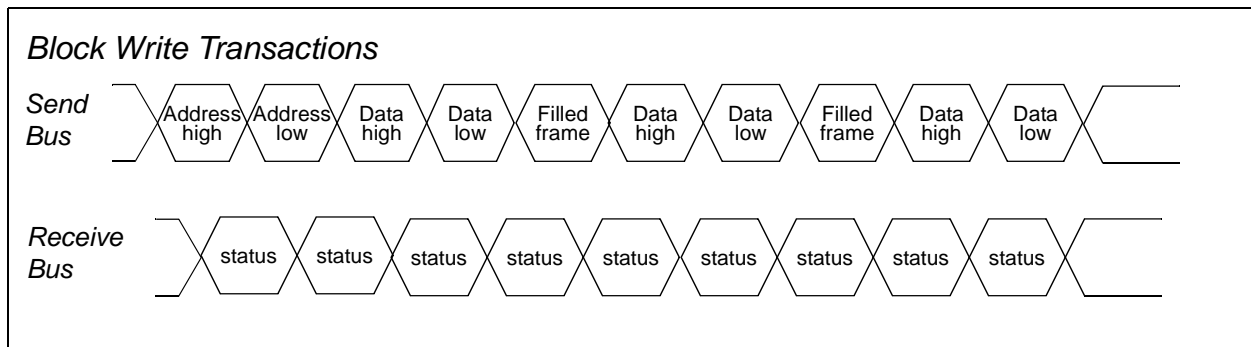 Block Write Transactions
Send
Bus
Address
high
Address
low
Data
high
Data
low
Filled
frame
Data
high
Data
low
Filled
frame
Data
high
Data
low
Receive
Bus
status
status
status
status
status
status
status
status
status